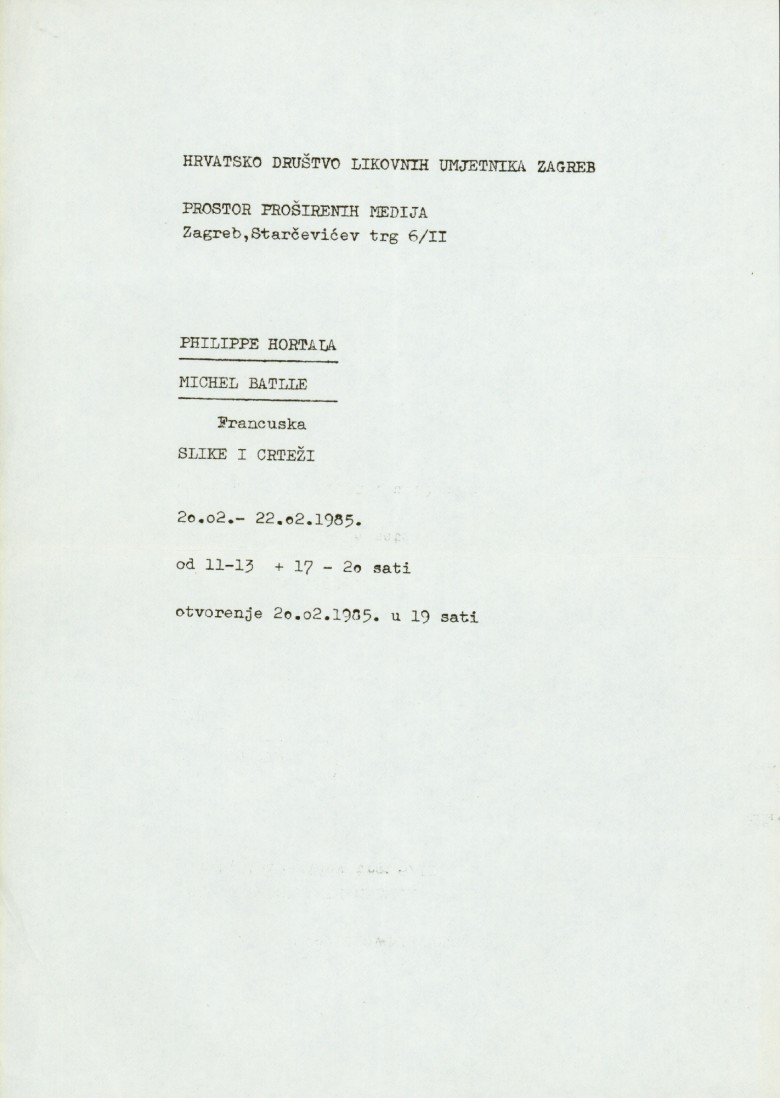 HRVATSKO DRUŠTVO LIKOVNIH UMJETNIKA ZAGREB
PROSTOR PROŠIRENIH MEDIJA
Zagreb,Starčevićev trg 6/II
PHILIPPE HORTALA
MICHEL BATLLE
Francuska
SLIKE I CRTEŽI
2o.o2.- 22.o2.1985.
od 11-13 + 17 - 2o sati
otvorenje 2o.o2.1985. u 19 sati